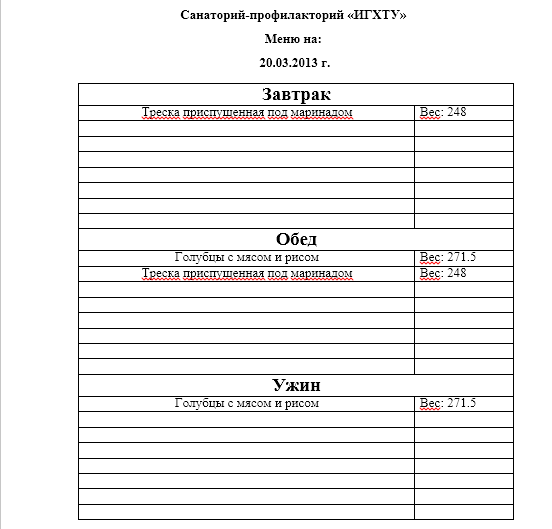 Санаторий-профилакторий «ИГХТУ»
Меню на:
20.03.2013 г.
Завтрак
Треска приспущенная под маринадом Вес: 248
Обед
Голубцы с мясом и рисом Вес: 271.5
Треска приспущенная под маринадом Вес: 248
Ужин
Голубцы с мясом и рисом Вес: 271.5